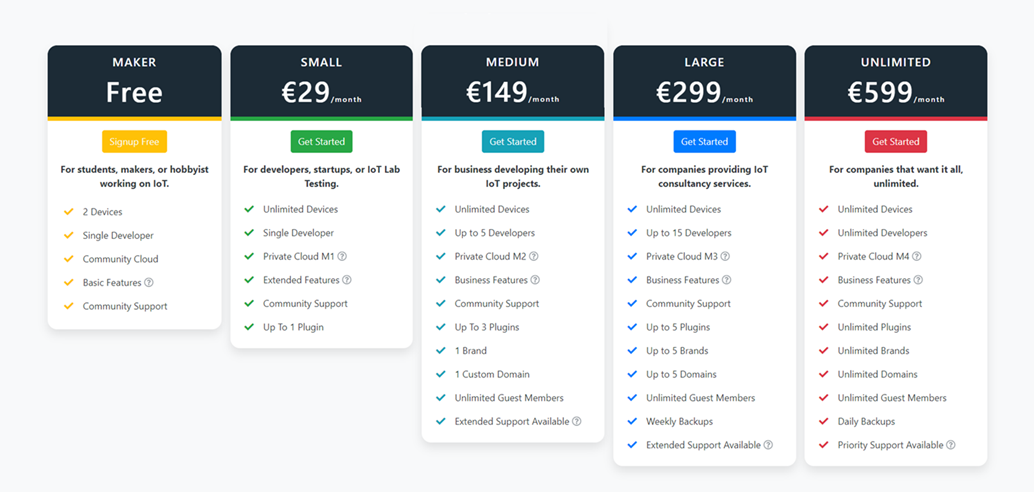 MAKER
Free
Signup Free
For students, makers, or hobbyist
working on IoT.
2 Devices
Single Developer
Community Cloud
Basic Features ?
Community Support
SMALL
€29/month
Get Started
For developers, startups, or IoT Lab
Testing.
Unlimited Devices
Single Developer
Private Cloud M1 ?
Extended Features ?
Community Support
Up To 1 Plugin
MEDIUM
€149/month
Get Started
For business developing their own
IoT projects.
Unlimited Devices
Up to 5 Developers
Private Cloud M2 ?
Business Features ?
Community Support
Up To 3 Plugins
1 Brand
1 Custom Domain
Unlimited Guest Members
Extended Support Available ?
LARGE
€299/month
Get Started
For companies providing IoT
consultancy services.
Unlimited Devices
Up to 15 Developers
Private Cloud M3 ?
Business Features ?
Community Support
Up to 5 Plugins
Up to 5 Brands
Up to 5 Domains
Unlimited Guest Members
Weekly Backups
Extended Support Available ?
UNLIMITED
€599/month
Get Started
For companies that want it all,
unlimited.
Unlimited Devices
Unlimited Developers
Private Cloud M4 ?
Business Features ?
Community Support
Unlimited Plugins
Unlimited Brands
Unlimited Domains
Unlimited Guest Members
Daily Backups
Priority Support Available ?